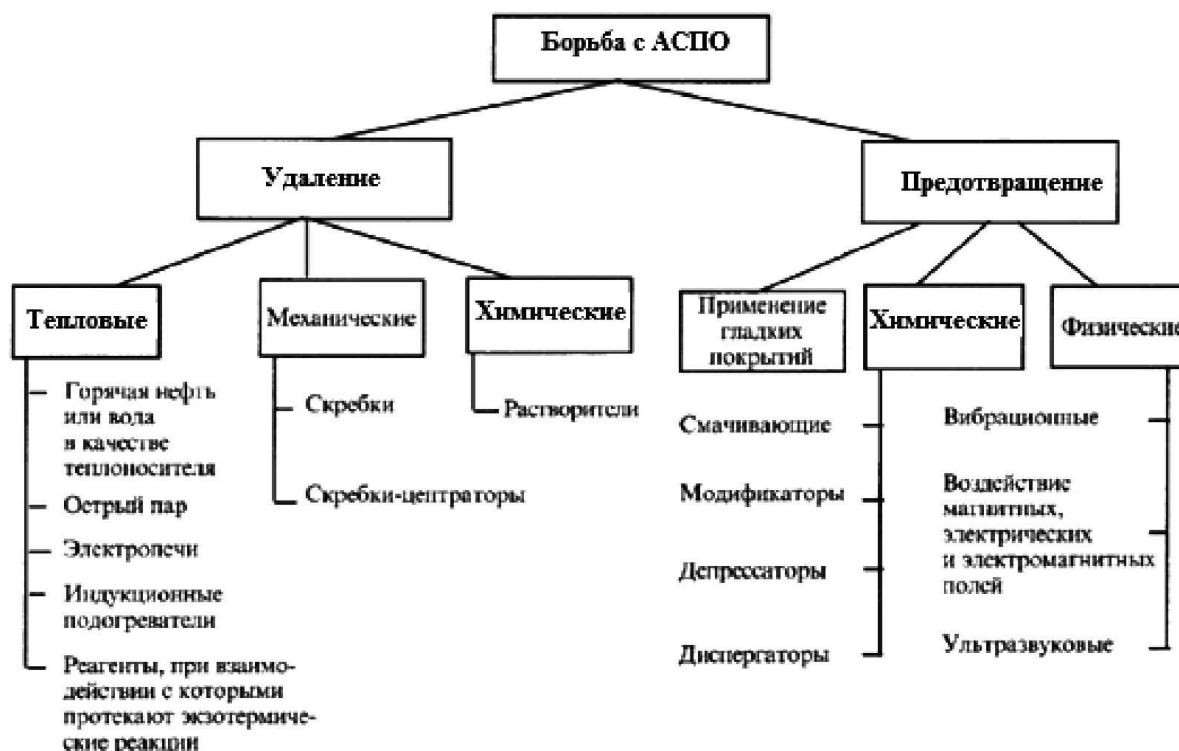 Борьба с АСПО
Удаление
Предотвращение
Тепловые
Механические
Химические
Применение
гладких
покрытий
Химические
Физические
Горячая нефть
или вода
в качестве
теплоносителя
Острый пар
Электропечи
Индукционные
подогреватели
Реагенты, при взаимо-
действии с которыми
протекают экзотермиче-
ские реакции
Скребки
Скребки-центраторы
Растворители
Смачивающие
Модификаторы
Депрессаторы
Диспергаторы
Вибрационные
Воздействие
магнитных,
электрических
и электромагнитных
полей
Ультразвуковые